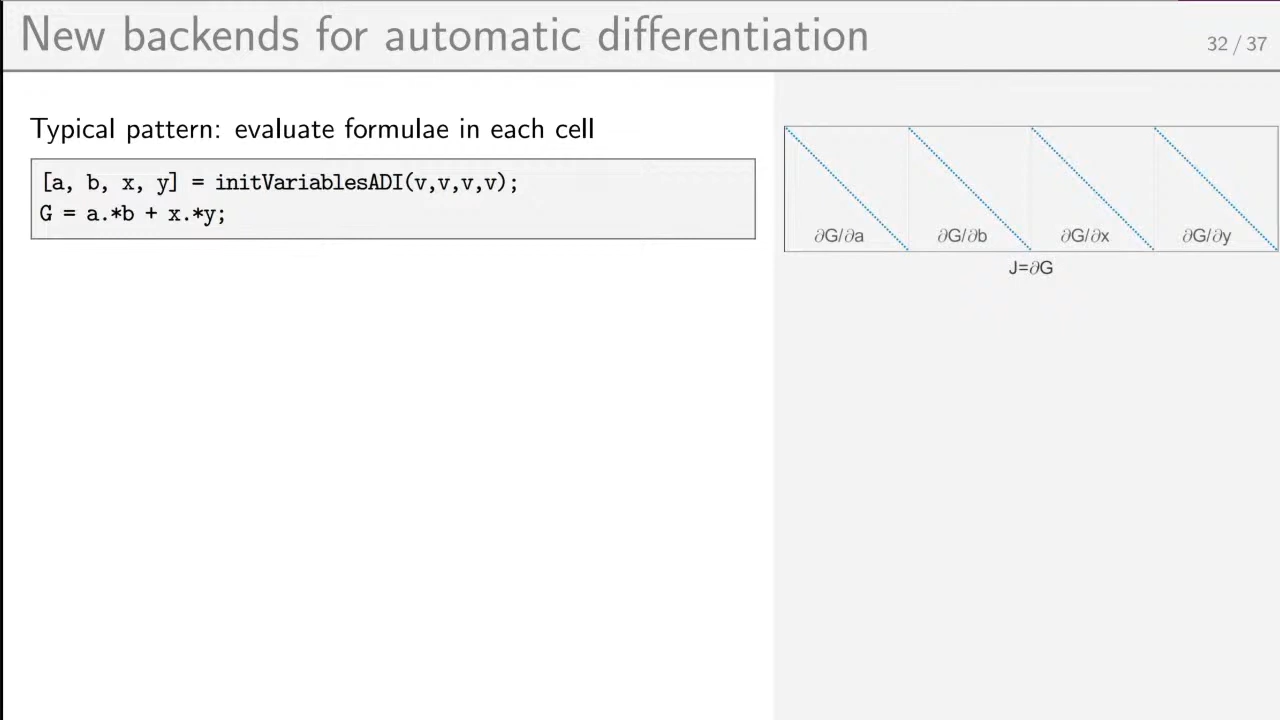 New backends for automatic differentiation
32 / 37
Typical pattern: evaluate formulae in each cell
[a, b, x, y] = initVariablesADI(v,v,v,v);
G = a.*b + x.*y;
∂G/∂a ∂G/∂b ∂G/∂x ∂G/∂y
J=∂G